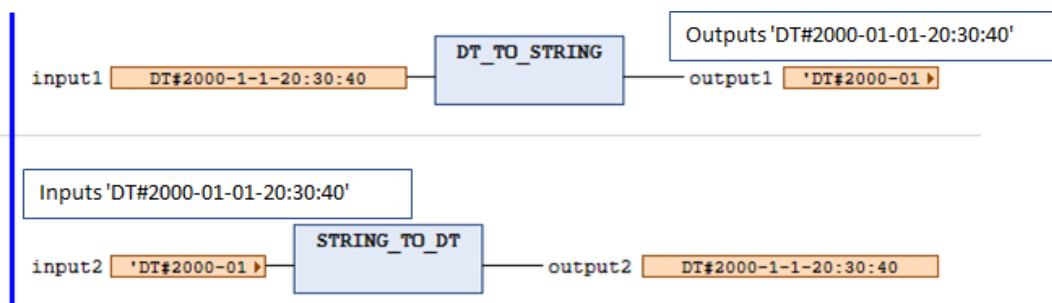 Outputs 'DT#2000-01-01-20:30:40'
DT_TO_STRING
input1 DT#2000-1-1-20:30:40 output1 'DT#2000-01
Inputs 'DT#2000-01-01-20:30:40'
STRING_TO_DT
input2 'DT#2000-01 output2 DT#2000-1-1-20:30:40